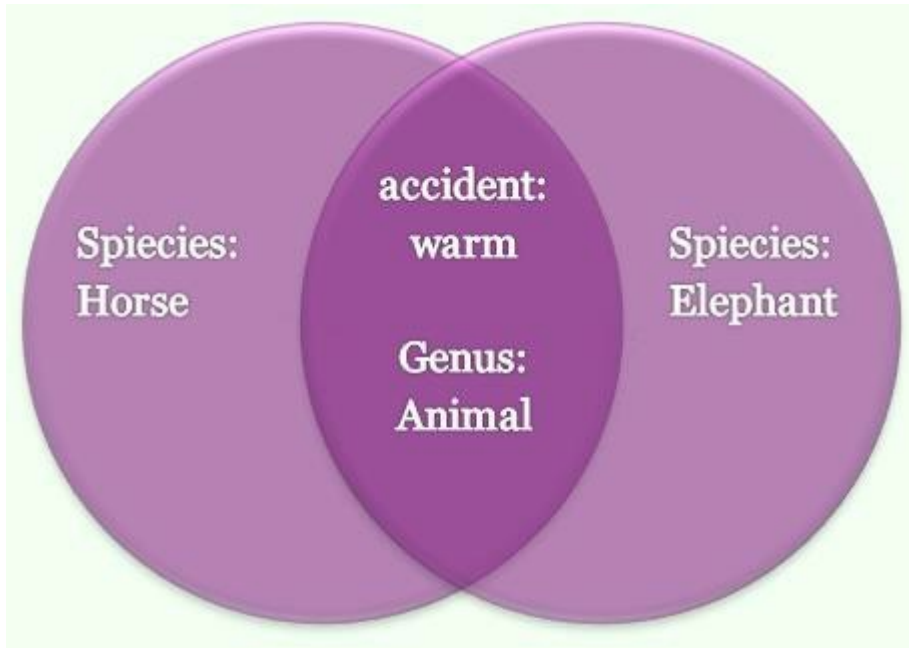 Spiecies:
Horse
accident:
warm
Genus:
Animal
Spiecies:
Elephant